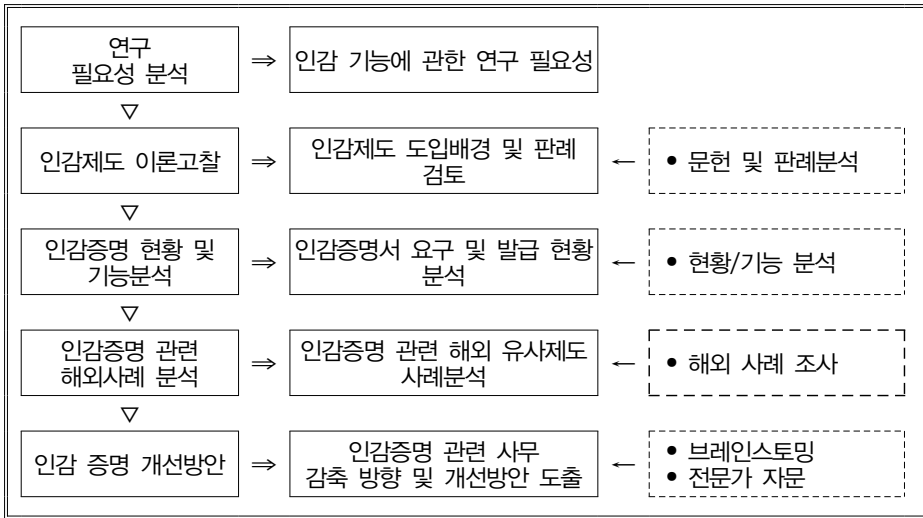 연구
필요성 분석
⇒
인감 기능에 관한 연구 필요성
▽
인감제도 이론고찰
⇒
인감제도 도입배경 및 판례
검토
←
• 문헌 및 판례분석
▽
인감증명 현황 및
기능분석
⇒
인감증명서 요구 및 발급 현황
분석
←
• 현황/기능 분석
▽
인감증명 관련
해외사례 분석
⇒
인감증명 관련 해외 유사제도
사례분석
←
• 해외 사례 조사
▽
인감 증명 개선방안
⇒
인감증명 관련 사무
감축 방향 및 개선방안 도출
←
• 브레인스토밍
• 전문가 자문